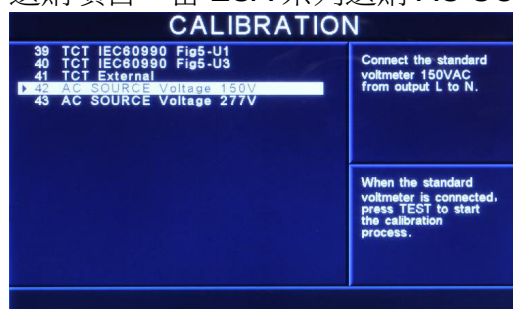 CALIBRATION
39 TCT IEC60990 Fig5-U1
40 TCT IEC60990 Fig5-U3
41 TCT External
42 AC SOURCE Voltage 150V
43 AC SOURCE Voltage 277V
Connect the standard
voltmeter 150VAC
from output L to N.
When the standard
voltmeter is connected,
press TEST to start
the calibration
process.